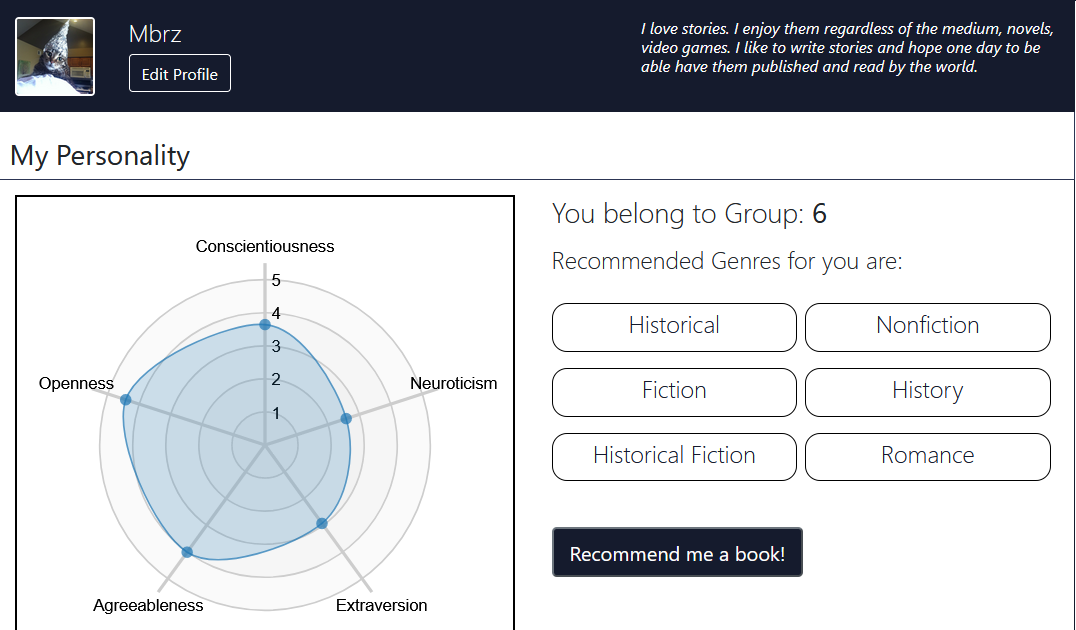 Mbrz
Edit Profile
I love stories. I enjoy them regardless of the medium, novels,
video games. I like to write stories and hope one day to be
able have them published and read by the world.
My Personality
Conscientiousness
5
4
3
2
1
Openness
Neuroticism
Agreeableness
Extraversion
You belong to Group: 6
Recommended Genres for you are:
Historical
Nonfiction
Fiction
History
Historical Fiction
Romance
Recommend me a book!